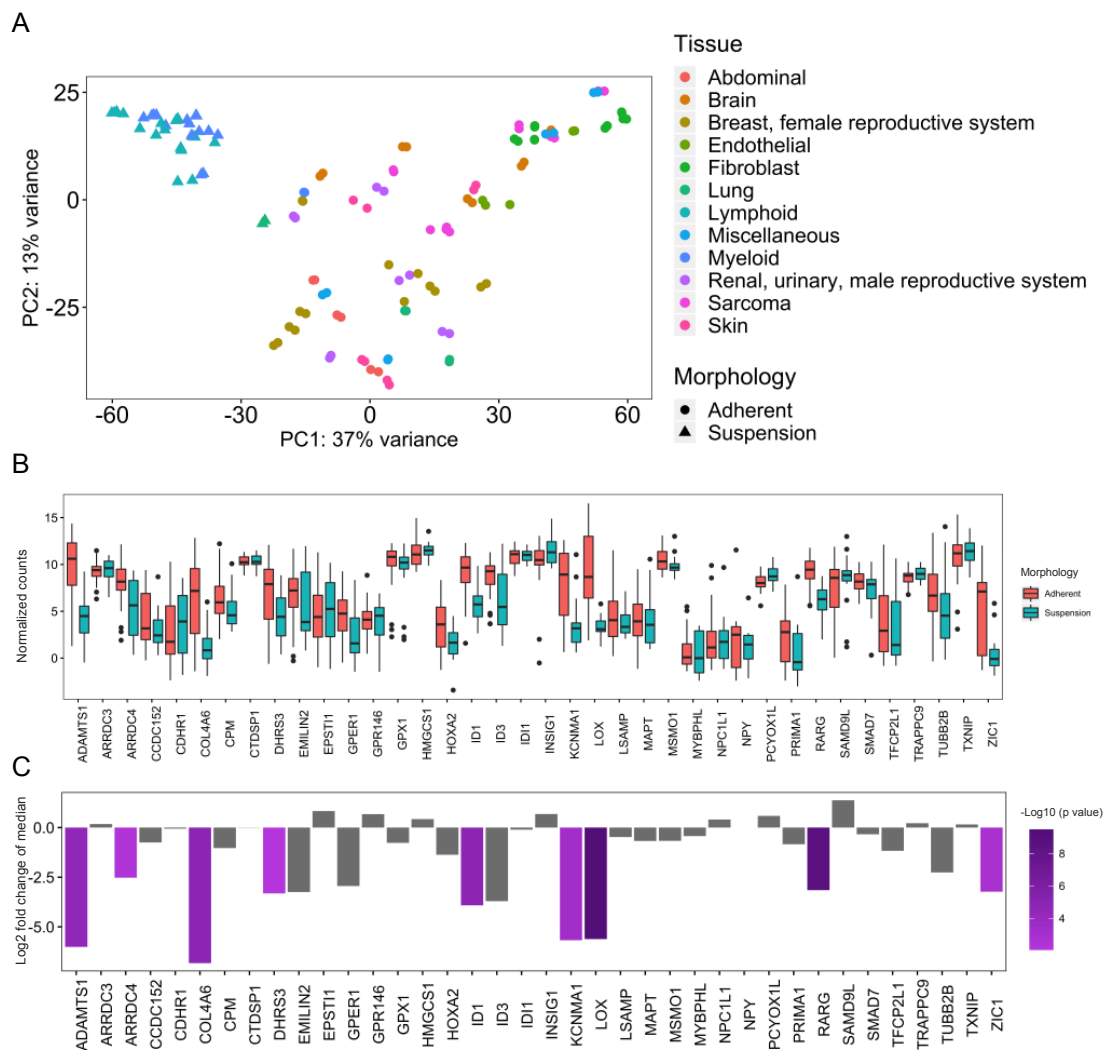 A
25
0
-25
PC2: 13% variance
-60
-30
0
30
60
PC1: 37% variance
Tissue
Abdominal
Brain
Breast, female reproductive system
Endothelial
Fibroblast
Lung
Lymphoid
Miscellaneous
Myeloid
Renal, urinary, male reproductive system
Sarcoma
Skin
Morphology
Adherent
Suspension
B
15
10
5
0
Normalized counts
ADAMTS1
ARRDC3
ARRDC4
CCDC152
CDHR1
COL4A6
CPM
CTDSP1
DHRS3
EMILIN2
EPSTI1
GPER1
GPR146
GPX1
HMGCS1
HOXA2
ID1
ID3
IDI1
INSIG1
KCNMA1
LOX
LSAMP
MAPT
MSMO1
MYBPHL
NPC1L1
NPY
PCYOX1L
PRIMA1
RARG
SAMD9L
SMAD7
TFCP2L1
TRAPPC9
TUBB2B
TXNIP
ZIC1
Morphology
Adherent
Suspension
C
0.0
-2.5
-5.0
Log2 fold change of median
ADAMTS1
ARRDC3
ARRDC4
CCDC152
CDHR1
COL4A6
CPM
CTDSP1
DHRS3
EMILIN2
EPSTI1
GPER1
GPR146
GPX1
HMGCS1
HOXA2
ID1
ID3
IDI1
INSIG1
KCNMA1
LOX
LSAMP
MAPT
MSMO1
MYBPHL
NPC1L1
NPY
PCYOX1L
PRIMA1
RARG
SAMD9L
SMAD7
TFCP2L1
TRAPPC9
TUBB2B
TXNIP
ZIC1
-Log10 (p value)
8
6
4